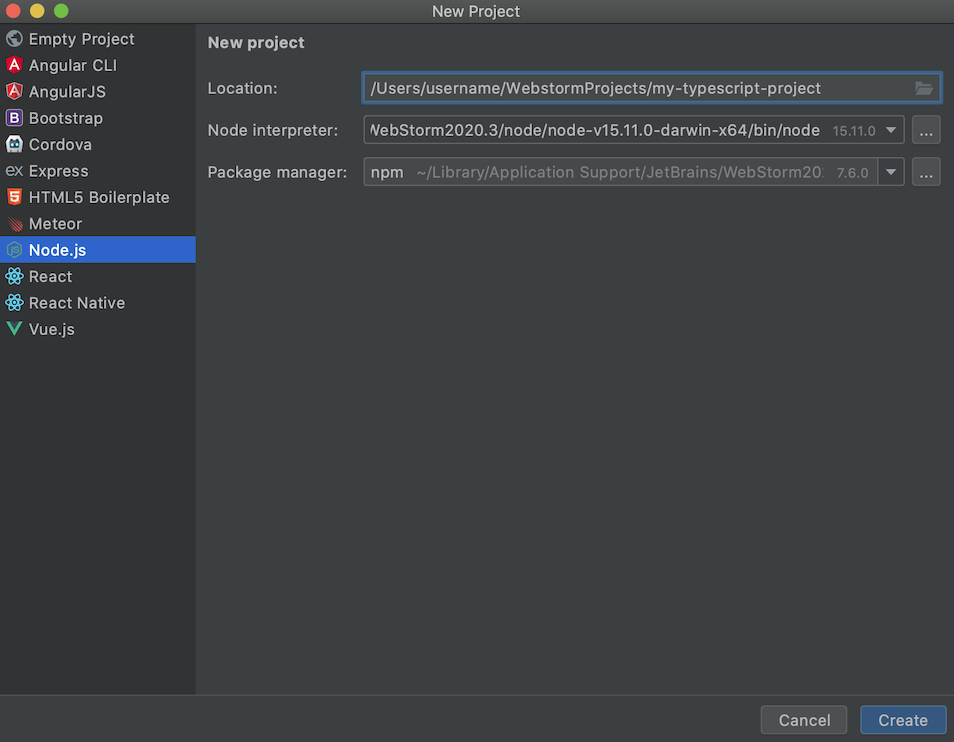 New Project
Empty Project
Angular CLI
AngularJS
Bootstrap
Cordova
Express
HTML5 Boilerplate
Meteor
Node.js
React
React Native
Vue.js
New project
Location: /Users/username/WebstormProjects/my-typescript-project
Node interpreter: WebStorm2020.3/node/node-v15.11.0-darwin-x64/bin/node 15.11.0 ...
Package manager: npm ~/Library/Application Support/JetBrains/WebStorm20 7.6.0 ...
Cancel Create